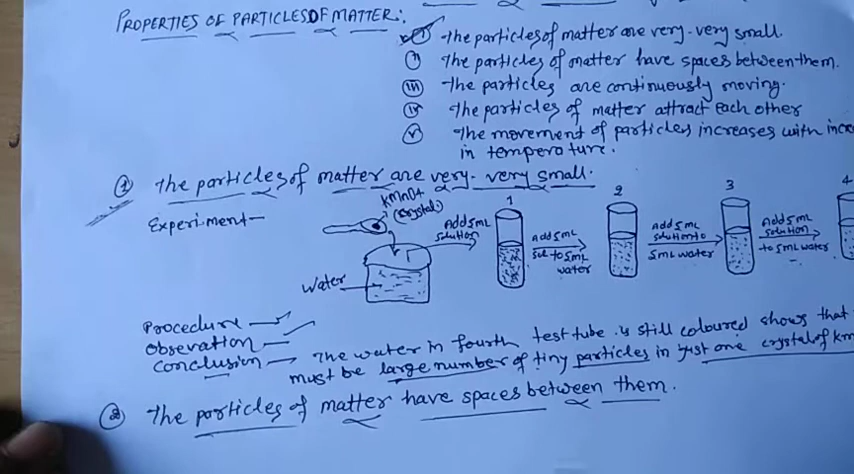 PROPERTIES OF PARTICLES OF MATTER:
(i) The particles of matter are very-very small.
(ii) The particles of matter have spaces between them.
(iii) The particles are continuously moving.
(iv) The particles of matter attract each other
(v) The movement of particles increases with incre
in temperature.
(1) The particles of matter are very-very small.
Experiment-
KMnO4
(crystal)
Water
Add 5mL
solution
1
Add 5mL
sol to 5mL
water
2
Add 5mL
solution to
5mL water
3
Add 5mL
solution
to 5mL water
4
Procedure
Obsevation
Conclusion → The water in fourth test tube is still coloured shows that
must be large number of tiny particles in just one crystal of KM
(2) The particles of matter have spaces between them.